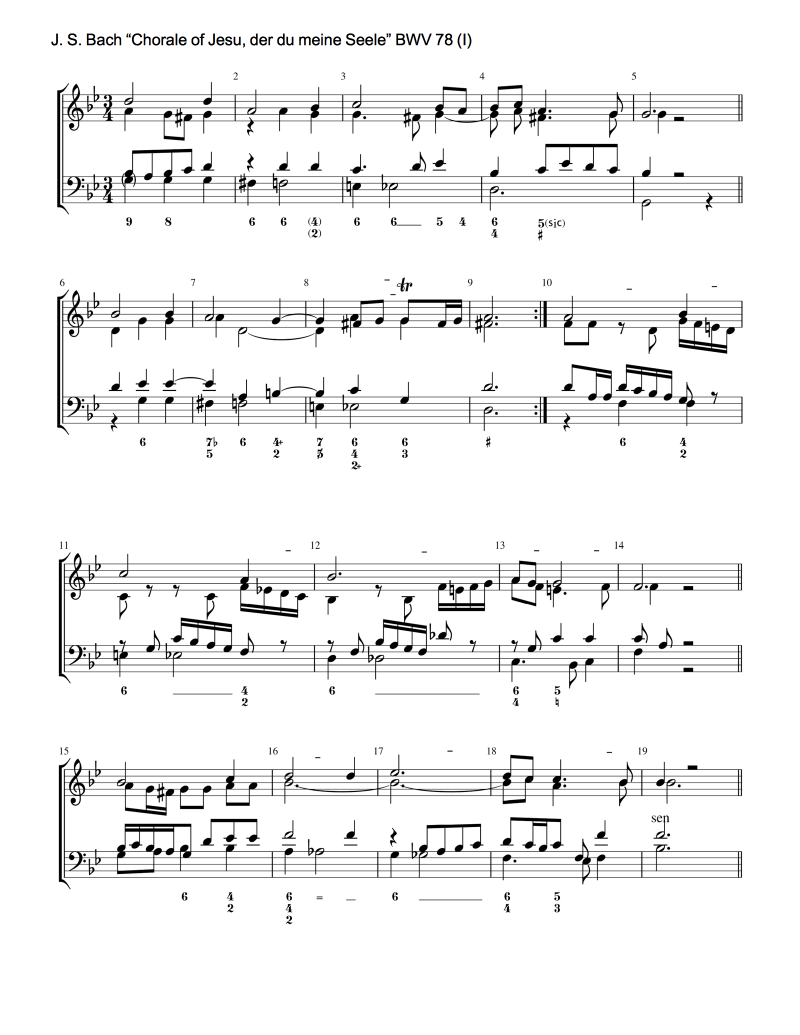 J. S. Bach “Chorale of Jesu, der du meine Seele” BWV 78 (I)
2 3 4 5
3 4
3 4
9 8 6 6 (4) 6 6 5 4 6 5(sic)
(2) 4 ♯
6 7 8 tr 9 10
6 7♭ 6 4+ 7 6 6 ♯ 6 4
5 2 5 4 3 2
2+
11 12 13 14
6 4 6 6 5
2 4 ♮
15 16 17 18 19
sen
6 4 6 = 6 6 5
2 4 4 3
2